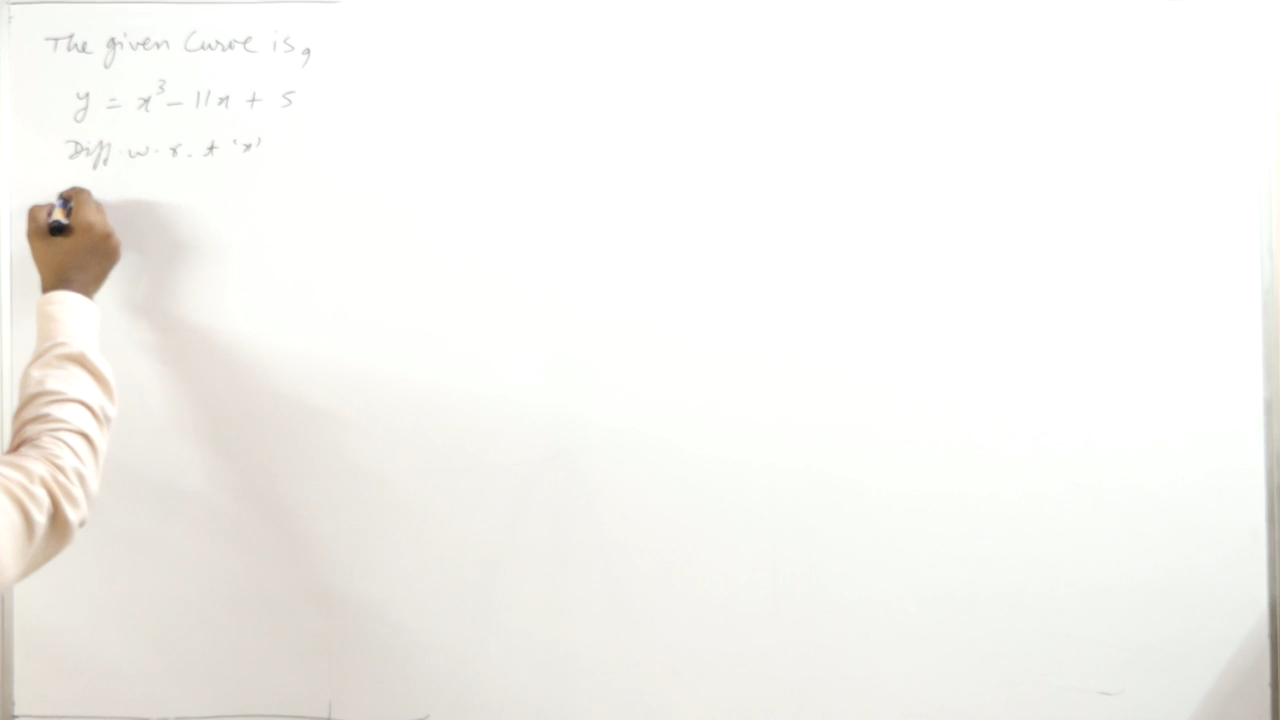 The given Curve is,
y = x³ - 11x + 5
Diff. w. r. t 'x'